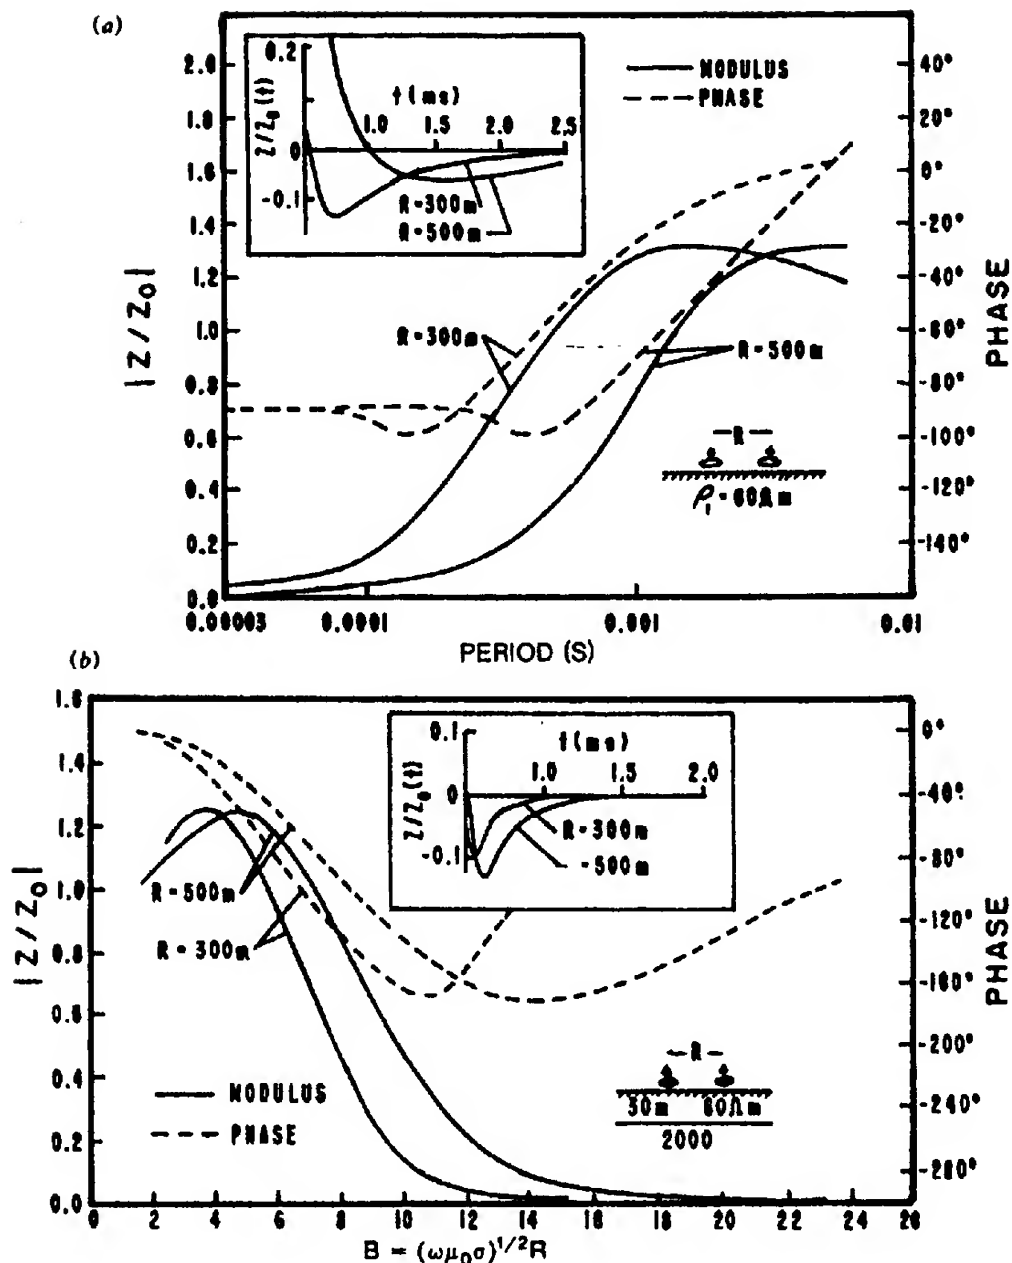 (a)
0.2
0
-0.1
Z/Z₀(t)
t(ms)
1.0 1.5 2.0 2.5
R=300m
R=500m
MODULUS
PHASE
2.0
1.8
1.6
1.4
1.2
1.0
0.8
0.6
0.4
0.2
0.0
|Z/Z₀|
40°
20°
0°
-20°
-40°
-60°
-80°
-100°
-120°
-140°
PHASE
R=300m
R=500m
R
ρ₁=60Ωm
0.00003 0.0001 0.001 0.01
PERIOD (S)
(b)
1.8
1.4
1.2
1.0
0.8
0.6
0.4
0.2
0.0
|Z/Z₀|
0.1
0
-0.1
Z/Z₀(t)
t(ms)
1.0 1.5 2.0
R=300m
-500m
0°
-40°
-80°
-120°
-160°
-200°
-240°
-280°
PHASE
R=500m
R=300m
MODULUS
PHASE
R
30m 60Ωm
2000
0 2 4 6 8 10 12 14 16 18 20 22 24 26
B = (ωμ₀σ)¹/²R